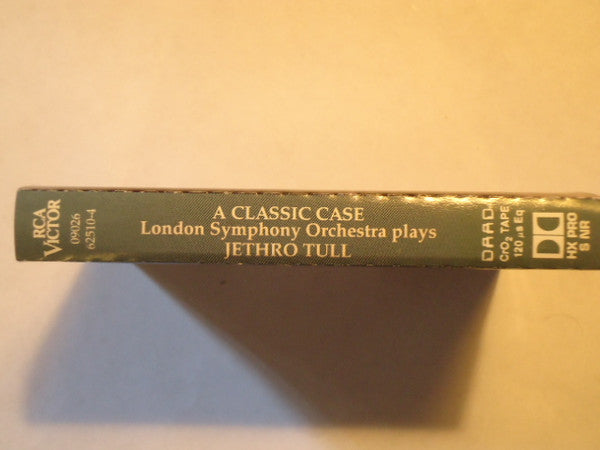 RCA
VICTOR
09026
62510-4
A CLASSIC CASE
London Symphony Orchestra plays
JETHRO TULL
DAAD
CrO₂ TAPE
120 µs Eq
HX PRO
S NR